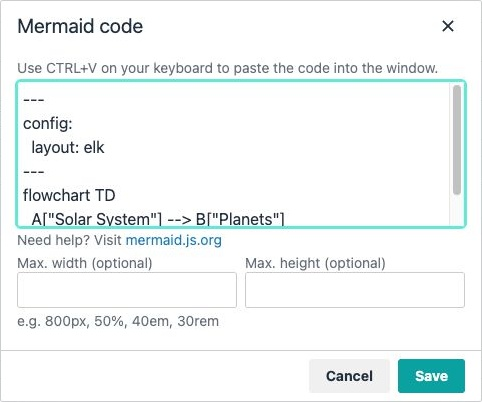 Mermaid code
Use CTRL+V on your keyboard to paste the code into the window.
---
config:
  layout: elk
---
flowchart TD
  A["Solar System"] --> B["Planets"]
Need help? Visit mermaid.js.org
Max. width (optional) Max. height (optional)
e.g. 800px, 50%, 40em, 30rem
Cancel Save